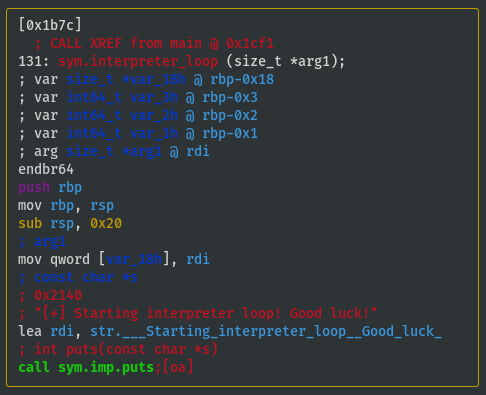 [0x1b7c]
; CALL XREF from main @ 0x1cf1
131: sym.interpreter_loop (size_t *arg1);
; var size_t *var_18h @ rbp-0x18
; var int64_t var_3h @ rbp-0x3
; var int64_t var_2h @ rbp-0x2
; var int64_t var_1h @ rbp-0x1
; arg size_t *arg1 @ rdi
endbr64
push rbp
mov rbp, rsp
sub rsp, 0x20
; arg1
mov qword [var_18h], rdi
; const char *s
; 0x2140
; "[+] Starting interpreter loop! Good luck!"
lea rdi, str.___Starting_interpreter_loop__Good_luck_
; int puts(const char *s)
call sym.imp.puts;[oa]